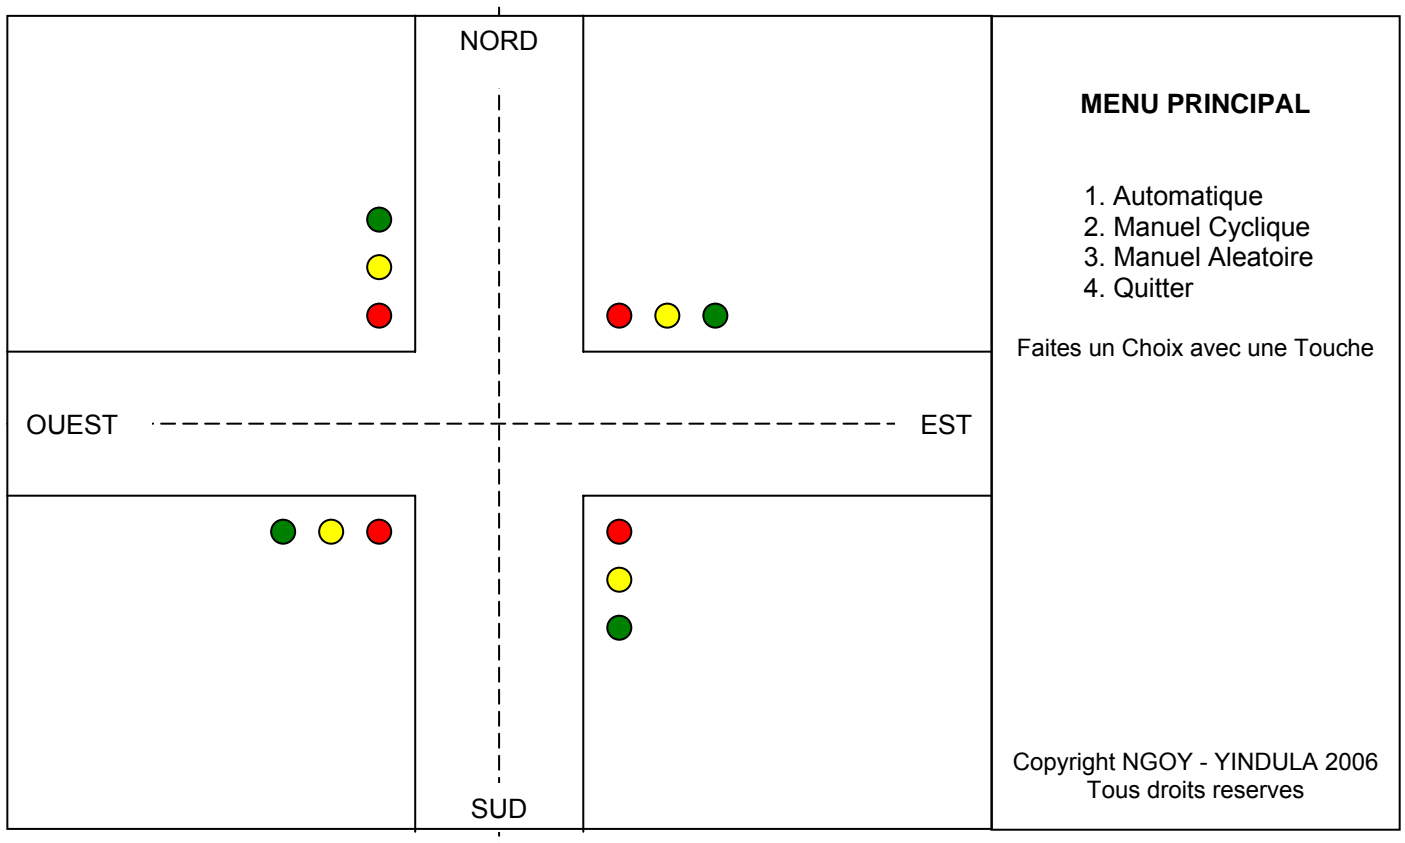 NORD
OUEST
EST
SUD
MENU PRINCIPAL
1. Automatique
2. Manuel Cyclique
3. Manuel Aleatoire
4. Quitter
Faites un Choix avec une Touche
Copyright NGOY - YINDULA 2006
Tous droits reserves